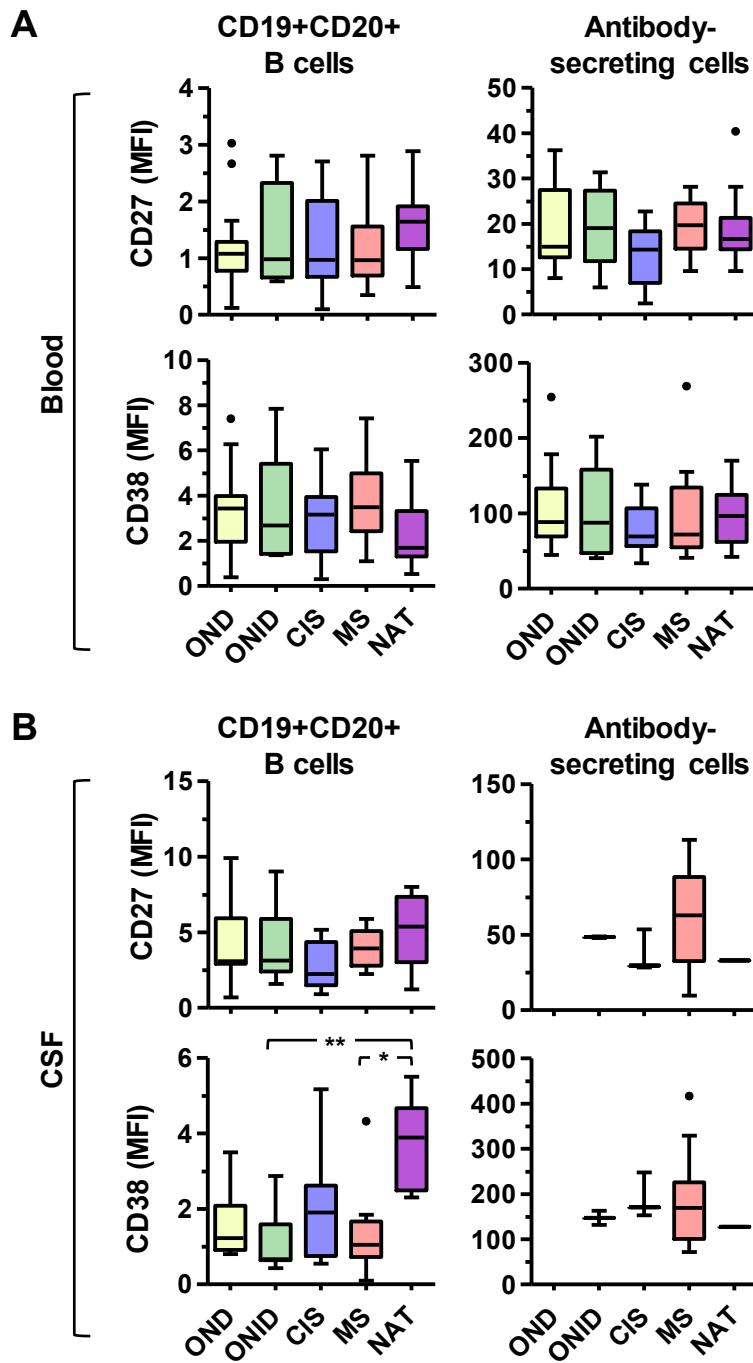 A
CD19+CD20+
B cells
Antibody-
secreting cells
Blood
CD27 (MFI)
4
3
2
1
0
50
40
30
20
10
0
CD38 (MFI)
10
8
6
4
2
0
300
200
100
0
OND
ONID
CIS
MS
NAT
OND
ONID
CIS
MS
NAT
B
CD19+CD20+
B cells
Antibody-
secreting cells
CSF
CD27 (MFI)
15
10
5
0
150
100
50
0
CD38 (MFI)
6
4
2
0
**
*
500
400
300
200
100
0
OND
ONID
CIS
MS
NAT
OND
ONID
CIS
MS
NAT